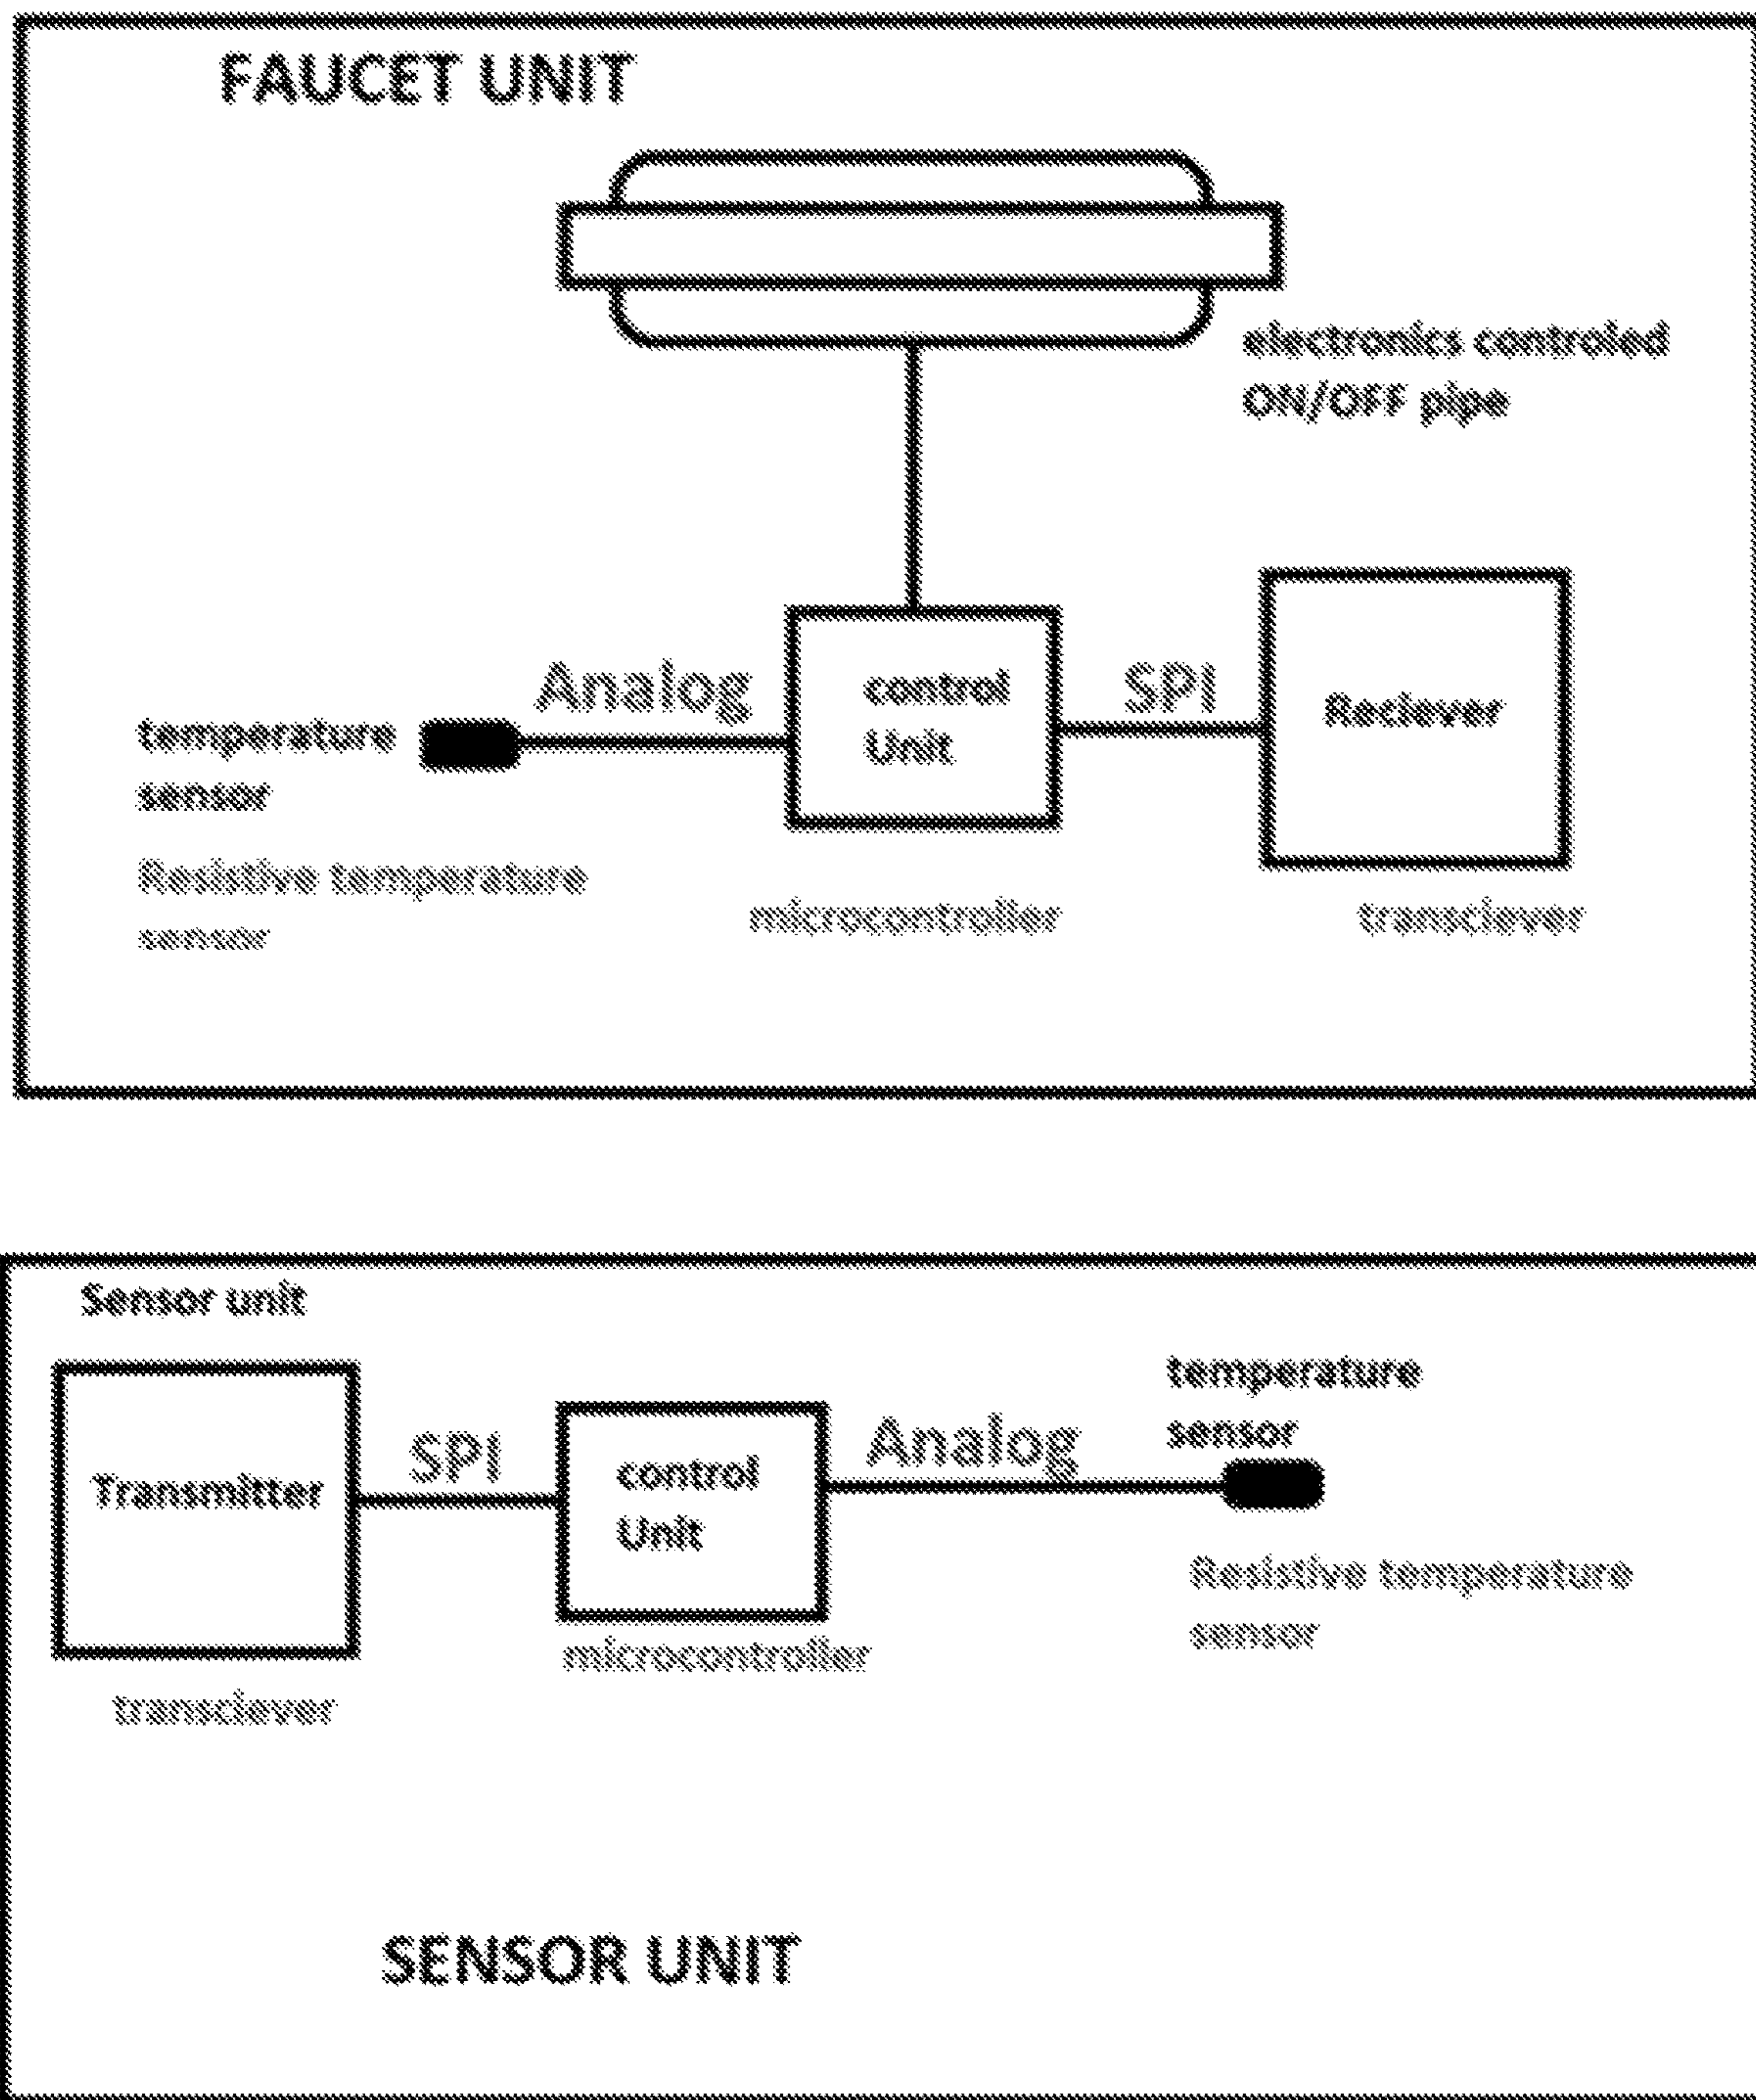 FAUCET UNIT
electronics controled
ON/OFF pipe
Analog
control
Unit
SPI
Reciever
temperature
sensor
Resistive temperature
sensor
microcontroller
transciever
Sensor unit
Transmitter
SPI
control
Unit
Analog
temperature
sensor
Resistive temperature
sensor
microcontroller
transciever
SENSOR UNIT